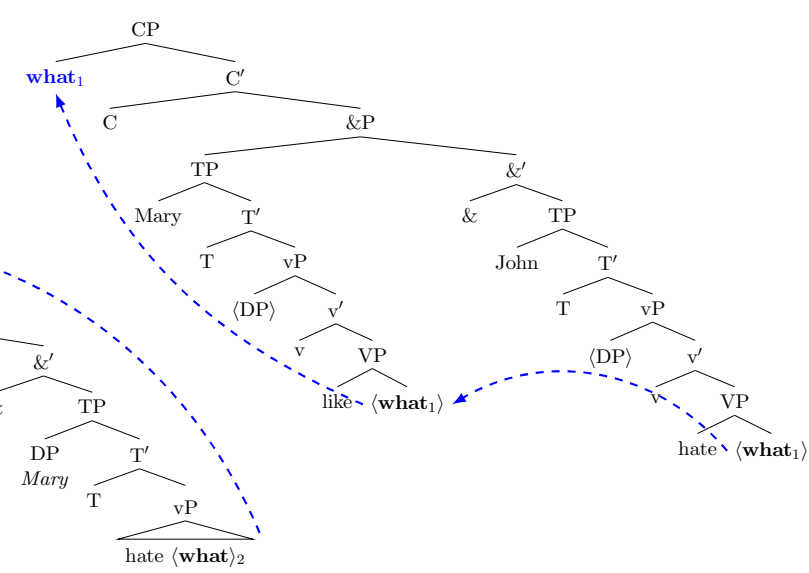 CP
what₁ C′
C &P
TP &′
Mary T′ & TP
T vP John T′
⟨DP⟩ v′ T vP
v VP ⟨DP⟩ v′
like ⟨what₁⟩ v VP
hate ⟨what₁⟩
&′
TP
DP T′
Mary
T vP
hate ⟨what⟩₂